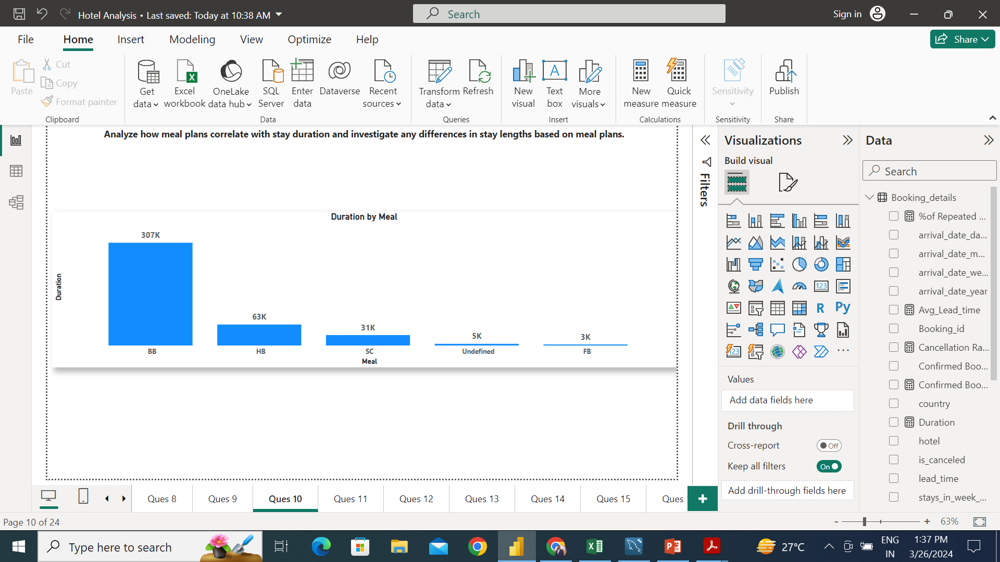 Hotel Analysis • Last saved: Today at 10:38 AM
Search
Sign in
File Home Insert Modeling View Optimize Help
Share
Paste
Cut
Copy
Format painter
Clipboard
Get data
Excel workbook
OneLake data hub
SQL Server
Enter data
Dataverse
Recent sources
Data
Transform data
Refresh
Queries
New visual
A
Text box
More visuals
Insert
New measure
Quick measure
Calculations
Sensitivity
Sensitivity
Publish
Share
Analyze how meal plans correlate with stay duration and investigate any differences in stay lengths based on meal plans.
Duration by Meal
Duration
307K
63K
31K
5K
3K
BB HB SC Undefined FB
Meal
Filters
Visualizations
Build visual
123
R
Py
123
Values
Add data fields here
Drill through
Cross-report Off
Keep all filters On
Add drill-through fields here
Data
Search
Booking_details
%of Repeated ...
arrival_date_da...
arrival_date_m...
arrival_date_we...
arrival_date_year
Avg_Lead_time
Booking_id
Cancellation Ra...
Confirmed Boo...
Confirmed Boo...
country
Duration
hotel
is_canceled
lead_time
stays_in_week_...
Ques 8 Ques 9 Ques 10 Ques 11 Ques 12 Ques 13 Ques 14 Ques 15 Ques
+
Page 10 of 24
- + 63%
Type here to search
27°C
ENG
IN
1:37 PM
3/26/2024